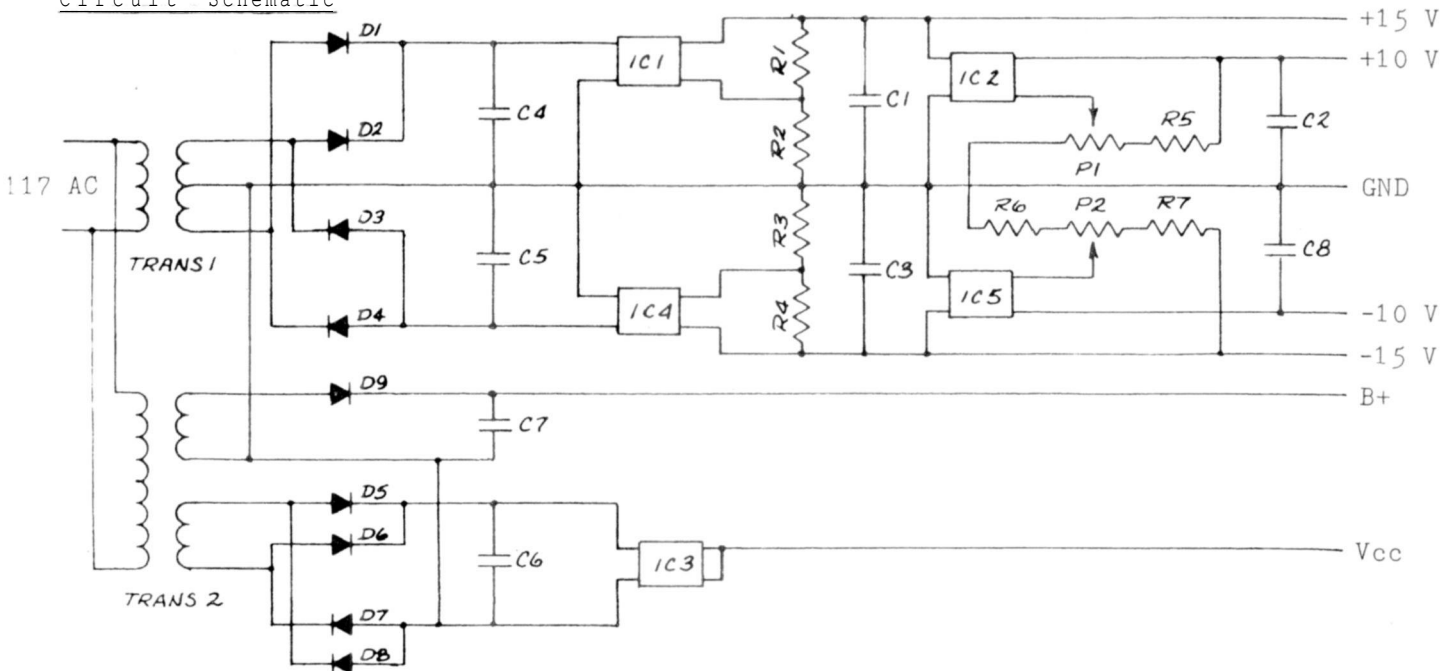 Circuit Schematic
+15 V
D1
IC1
R1
IC2
+10 V
C4
C1
R5
C2
D2
R2
P1
117 AC
GND
D3
R3
R6
P2
R7
TRANS 1
C5
C3
C8
D4
IC4
R4
IC5
-10 V
-15 V
D9
B+
C7
D5
D6
C6
IC3
Vcc
TRANS 2
D7
D8